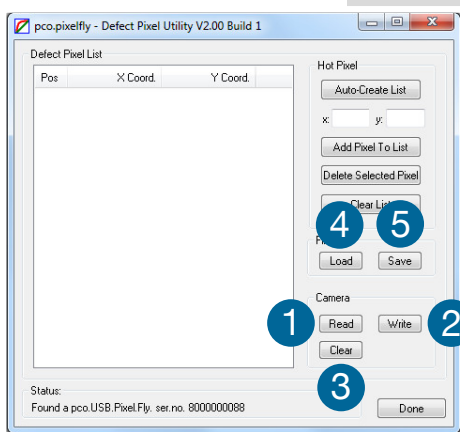 pco.pixelfly - Defect Pixel Utility V2.00 Build 1
Defect Pixel List
Pos X Coord. Y Coord.
Hot Pixel
Auto-Create List
x: y:
Add Pixel To List
Delete Selected Pixel
Clear List
4 5
Load Save
Camera
1 Read Write 2
Clear
3
Status:
Found a pco.USB.Pixel.Fly. ser.no. 8000000088
Done